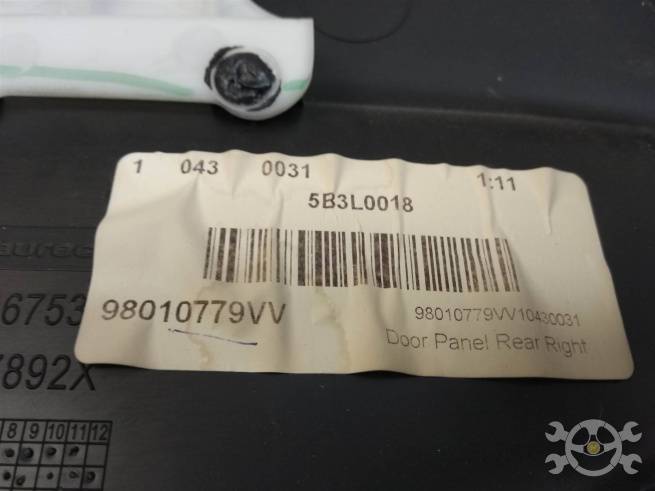 1 043 0031 1:11
5B3L0018
98010779VV
98010779VV10430031
Door Panel Rear Right
aurec
6753
7892X
8 9 10 11 12